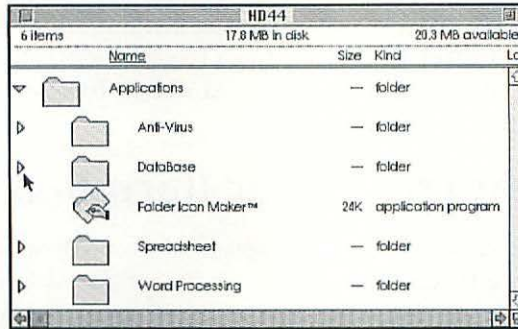 HD44
6 items 17.8 MB in disk 20.3 MB available
Name Size Kind La
Applications — folder
Anti-Virus — folder
DataBase — folder
Folder Icon Maker™ 24K application program
Spreadsheet — folder
Word Processing — folder